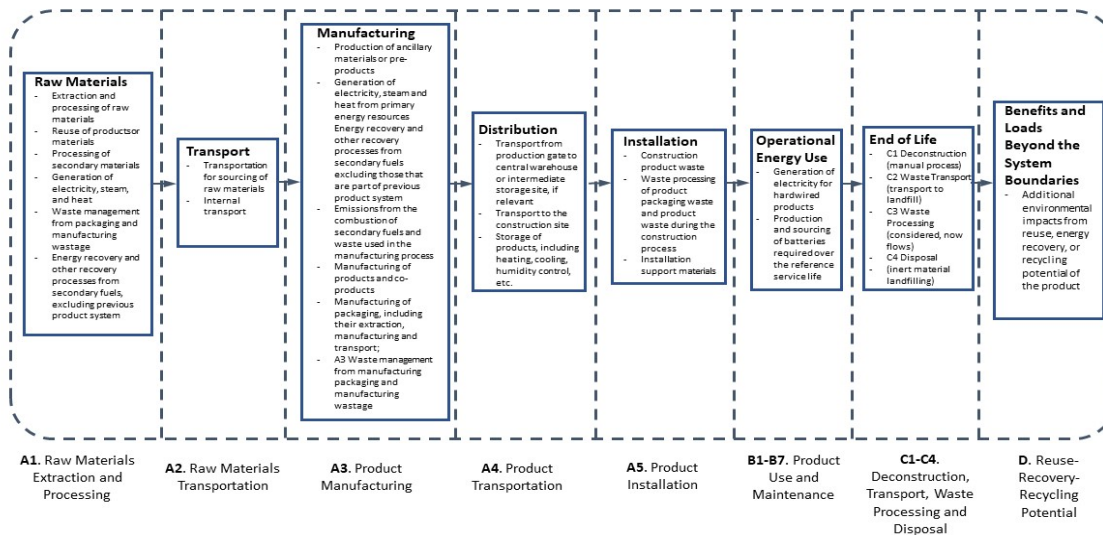 Raw Materials
- Extraction and
processing of raw
materials
- Reuse of productsor
materials
- Processing of
secondary materials
- Generation of
electricity, steam, and
heat
- Waste management
from packaging and
manufacturing
wastage
- Energy recovery and
other recovery
processes from
secondary fuels,
excluding previous
product system
Transport
- Transportation
for sourcing of
raw materials
- Internal
transport
Manufacturing
- Production of ancillary
materials or pre-
products
- Generation of
electricity, steam and
heat from primary
energy resources
Energy recovery and
other recovery
processes from
secondary fuels
excluding those that
are part of previous
product system
- Emissions from the
combustion of
secondary fuels and
waste used in the
manufacturing process
- Manufacturing of
products and co-
products
- Manufacturing of
packaging, including
their extraction,
manufacturing and
transport;
- A3 Waste management
from manufacturing
packaging and
manufacturing
wastage
Distribution
- Transport from
production gate to
central warehouse
or intermediate
storage site, if
relevant
- Transport to the
construction site
- Storage of
products, including
heating, cooling,
humidity control,
etc.
Installation
- Construction
product waste
- Waste processing
of product
packaging waste
and product
waste during the
construction
process
- Installation
support materials
Operational
Energy Use
- Generation of
electricity for
hardwired
products
- Production
and sourcing
of batteries
required over
the reference
service life
End of Life
- C1 Deconstruction
(manual process)
- C2 Waste Transport
(transport to
landfill)
- C3 Waste
Processing
(considered, now
flows)
- C4 Disposal
- (inert material
landfilling)
Benefits and
Loads
Beyond the
System
Boundaries
- Additional
environmental
impacts from
reuse, energy
recovery, or
recycling
potential of
the product
A1. Raw Materials
Extraction and
Processing
A2. Raw Materials
Transportation
A3. Product
Manufacturing
A4. Product
Transportation
A5. Product
Installation
B1-B7. Product
Use and
Maintenance
C1-C4.
Deconstruction,
Transport, Waste
Processing and
Disposal
D. Reuse-
Recovery-
Recycling
Potential